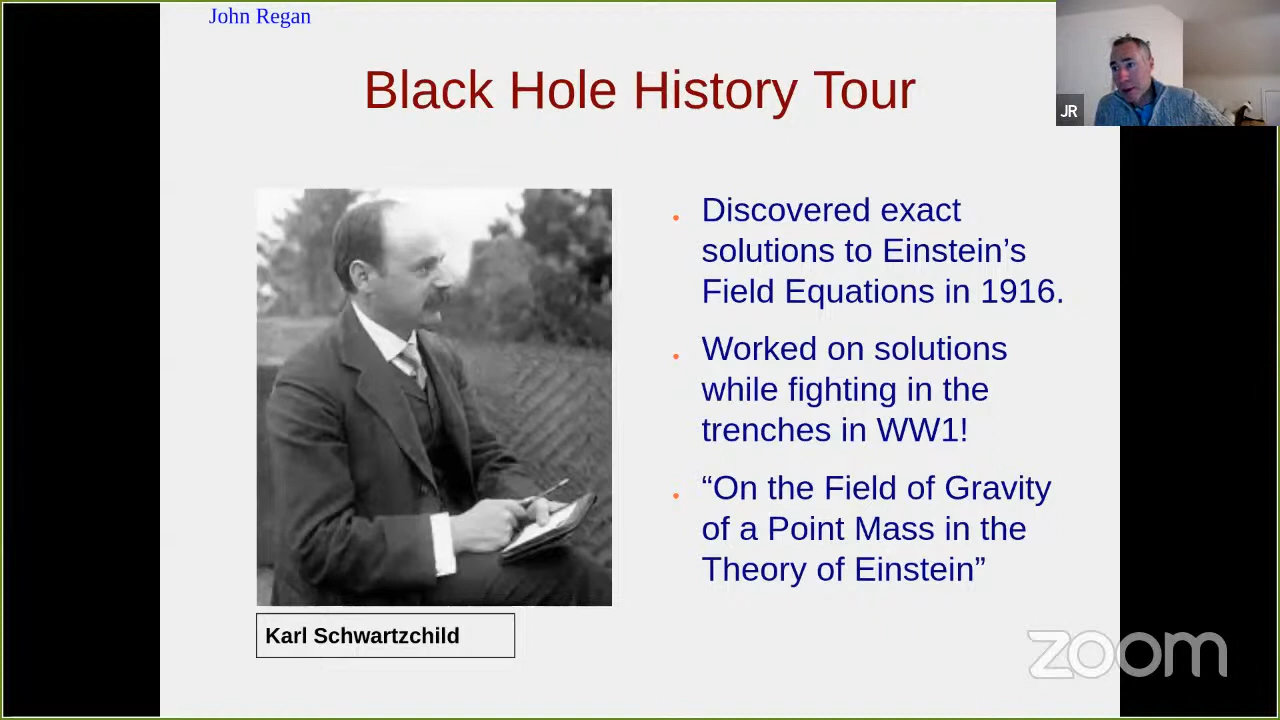 John Regan
Black Hole History Tour
JR
Discovered exact
solutions to Einstein’s
Field Equations in 1916.
Worked on solutions
while fighting in the
trenches in WW1!
“On the Field of Gravity
of a Point Mass in the
Theory of Einstein”
Karl Schwartzchild
zoom